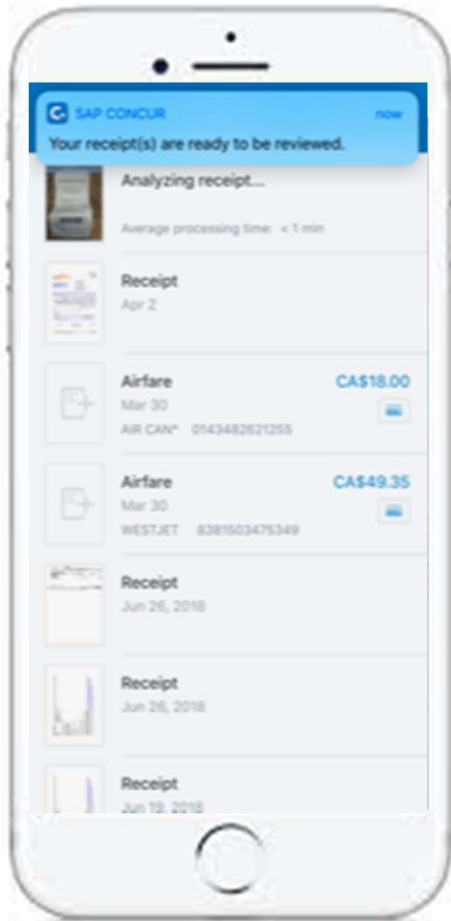 SAP CONCUR now
Your receipt(s) are ready to be reviewed.
Analyzing receipt...
Average processing time: < 1 min
Receipt
Apr 2
Airfare CA$18.00
Mar 30
AIR CAN* 0143482621255
Airfare CA$49.35
Mar 30
WESTJET 8381503475349
Receipt
Jun 26, 2018
Receipt
Jun 26, 2018
Receipt
Jun 19, 2018